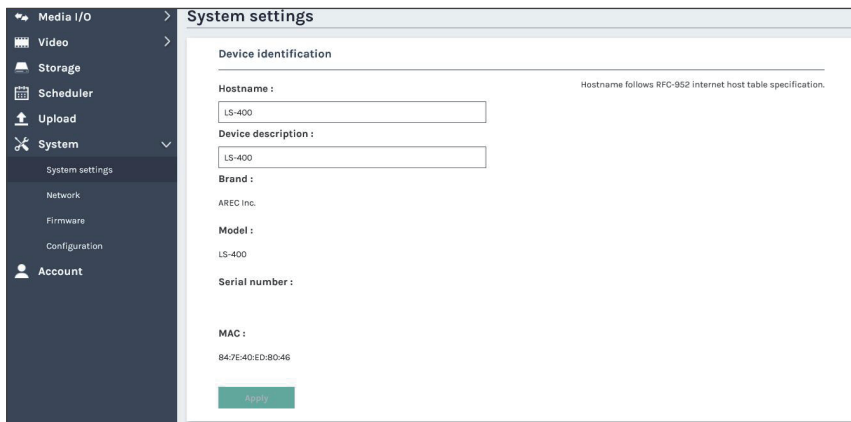 Media I/O
Video
Storage
Scheduler
Upload
System
System settings
Network
Firmware
Configuration
Account
System settings
Device identification
Hostname :
Hostname follows RFC-952 internet host table specification.
LS-400
Device description :
LS-400
Brand :
AREC Inc.
Model :
LS-400
Serial number :
MAC :
84:7E:40:ED:80:46
Apply